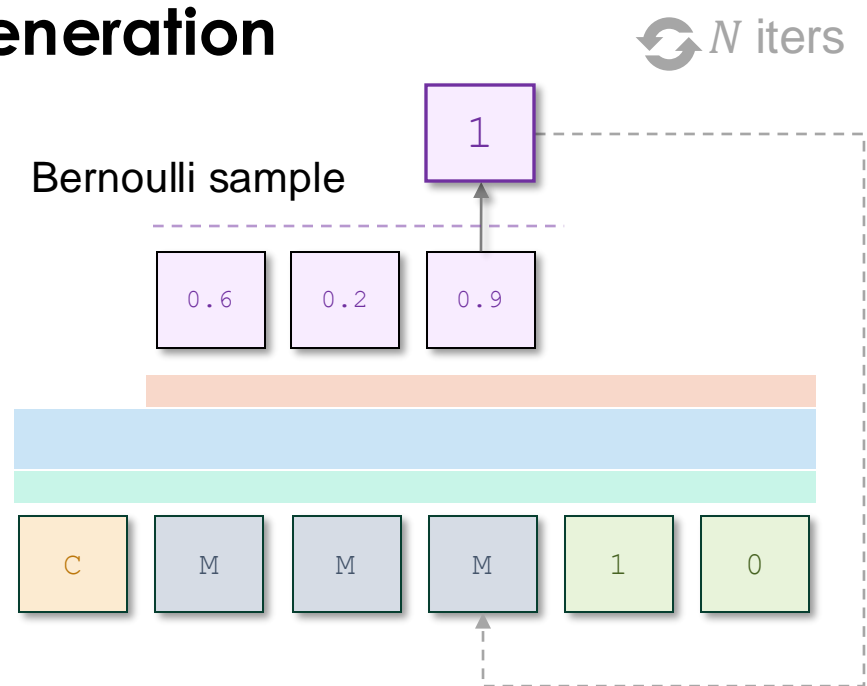 eneration
N iters
1
Bernoulli sample
0.6 0.2 0.9
C M M M 1 0